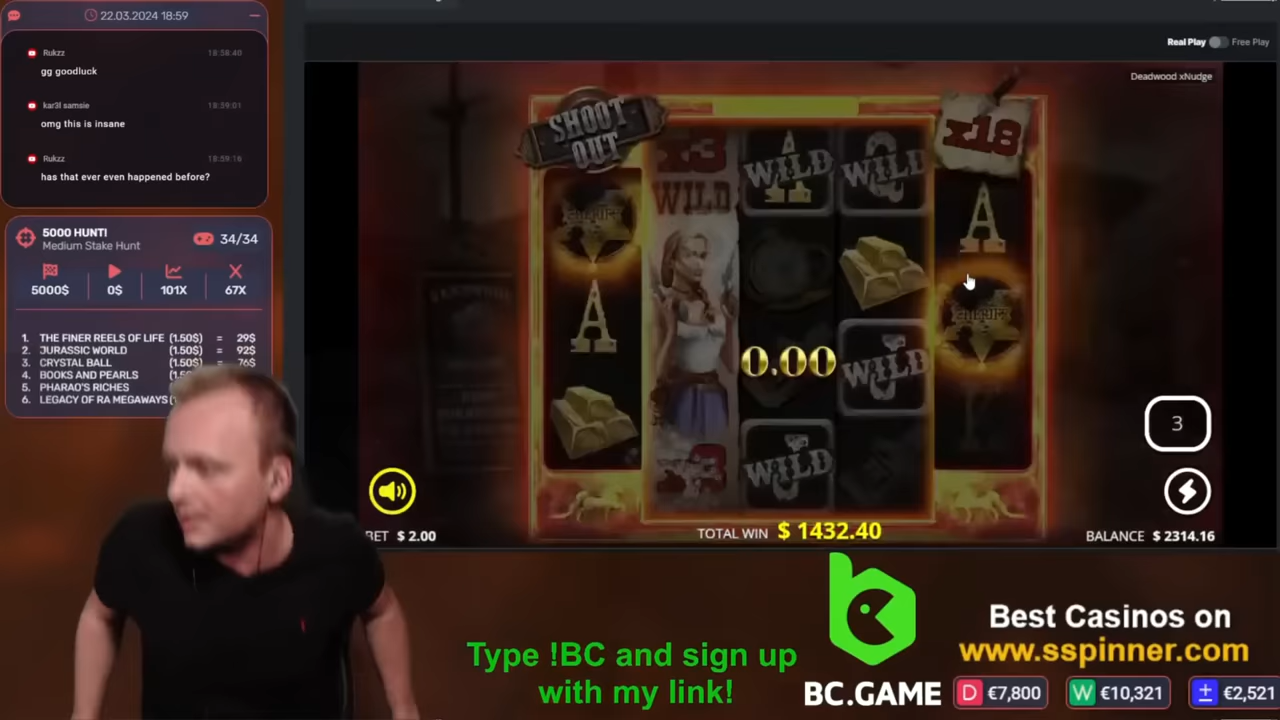 22.03.2024 18:59
Rukzz 18:58:40
gg goodluck
kar3l samsie 18:59:01
omg this is insane
Rukzz 18:59:16
has that ever even happened before?
5000 HUNT!
Medium Stake Hunt
34/34
5000$ 0$ 101X 67X
1. THE FINER REELS OF LIFE (1.50$) = 29$
2. JURASSIC WORLD (1.50$) = 92$
3. CRYSTAL BALL (1.50$) = 76$
4. BOOKS AND PEARLS
5. PHARAO'S RICHES
6. LEGACY OF RA MEGAWAYS
Real Play Free Play
Deadwood xNudge
SHOOT
OUT
x18
x3
WILD
WILD
WILD
A
A
0.00
WILD
WILD
x3
3
BET $ 2.00
TOTAL WIN $ 1432.40
BALANCE $ 2314.16
Type !BC and sign up
with my link!
b
BC.GAME
Best Casinos on
www.sspinner.com
D €7,800
W €10,321
± €2,521